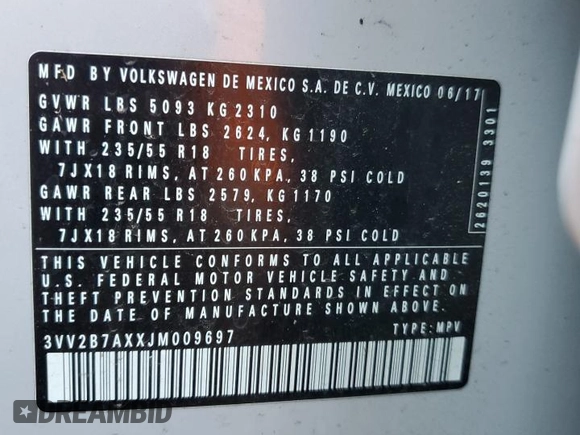 MFD BY VOLKSWAGEN DE MEXICO S.A. DE C.V. MEXICO 06/17
GVWR LBS 5093 KG 2310
GAWR FRONT LBS 2624, KG 1190
WITH 235/55 R18 TIRES,
7JX18 RIMS, AT 260 KPA, 38 PSI COLD
GAWR REAR LBS 2579, KG 1170
WITH 235/55 R18 TIRES,
7JX18 RIMS, AT 260 KPA, 38 PSI COLD
THIS VEHICLE CONFORMS TO ALL APPLICABLE
U.S. FEDERAL MOTOR VEHICLE SAFETY AND
THEFT PREVENTION STANDARDS IN EFFECT ON
THE DATE OF MANUFACTURE SHOWN ABOVE.
3VV2B7AXXJM009697 TYPE: MPV
2620139 3301
DREAMBID